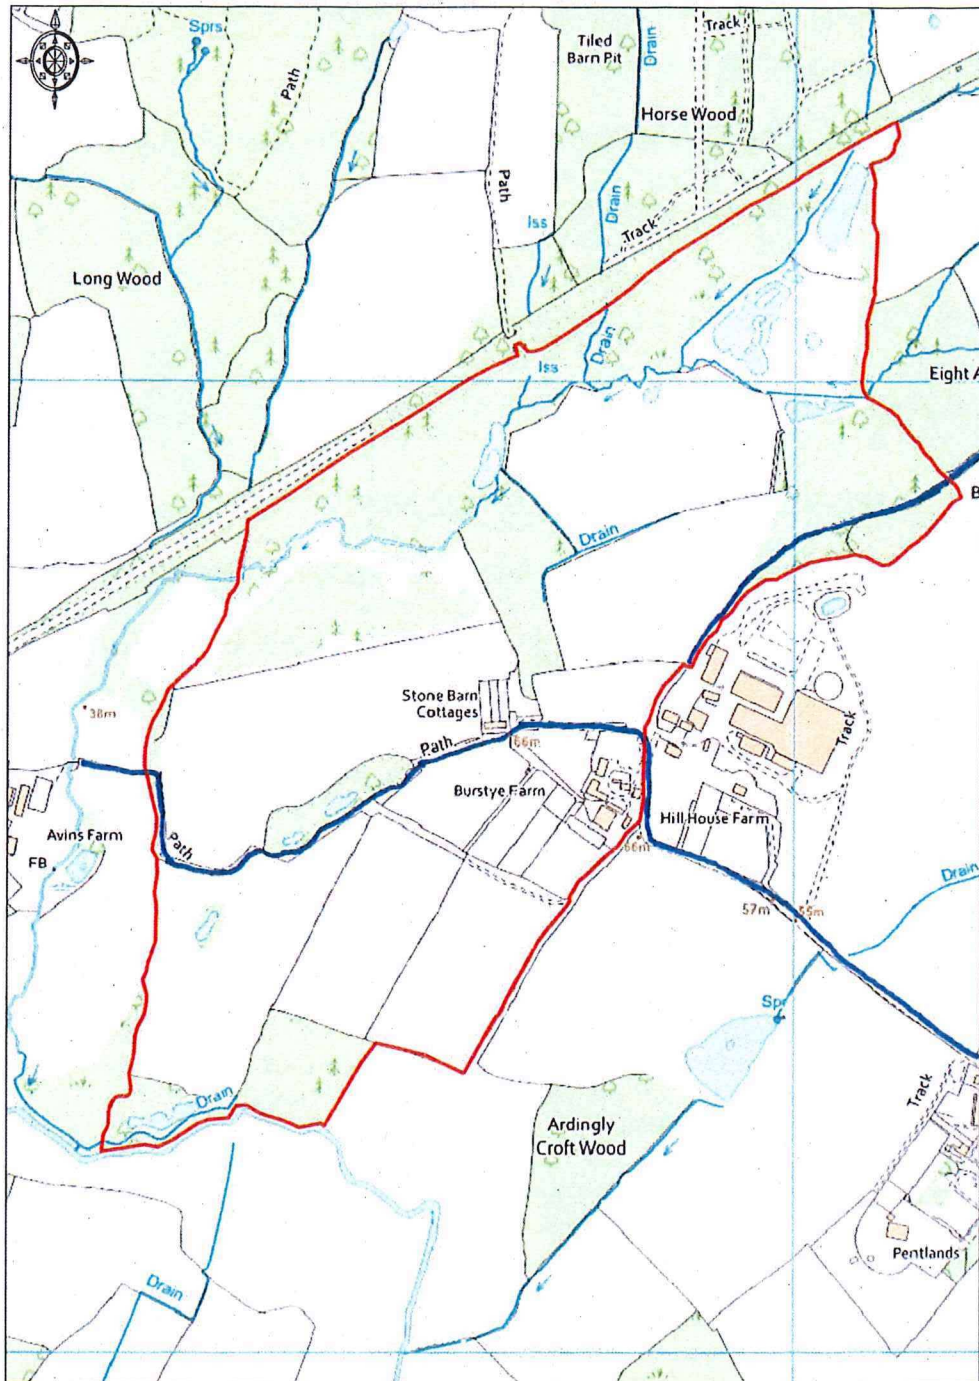 Sprs
Path
Tiled
Barn Pit
Drain
Track
Horse Wood
Path
Iss
Drain
Track
Long Wood
Drain
Iss
Eight A
B
Drain
38m
Stone Barn
Cottages
Path
66m
Burstye Farm
Track
Avins Farm
Path
FB
Hill House Farm
66m
57m
55m
Drain
Spr
Drain
Track
Ardingly
Croft Wood
Pentlands
Drain